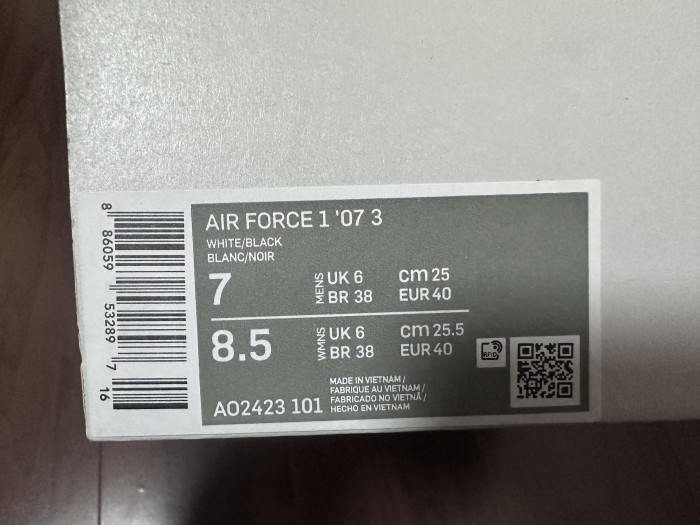 AIR FORCE 1 '07 3
WHITE/BLACK
BLANC/NOIR
7 MENS UK 6 cm 25
BR 38 EUR 40
8.5 WMNS UK 6 cm 25.5
BR 38 EUR 40
RFID
AO2423 101
MADE IN VIETNAM /
FABRIQUE AU VIETNAM /
FABRICADO NO VIETNÃ /
HECHO EN VIETNAM
8 86059 53289 7 16